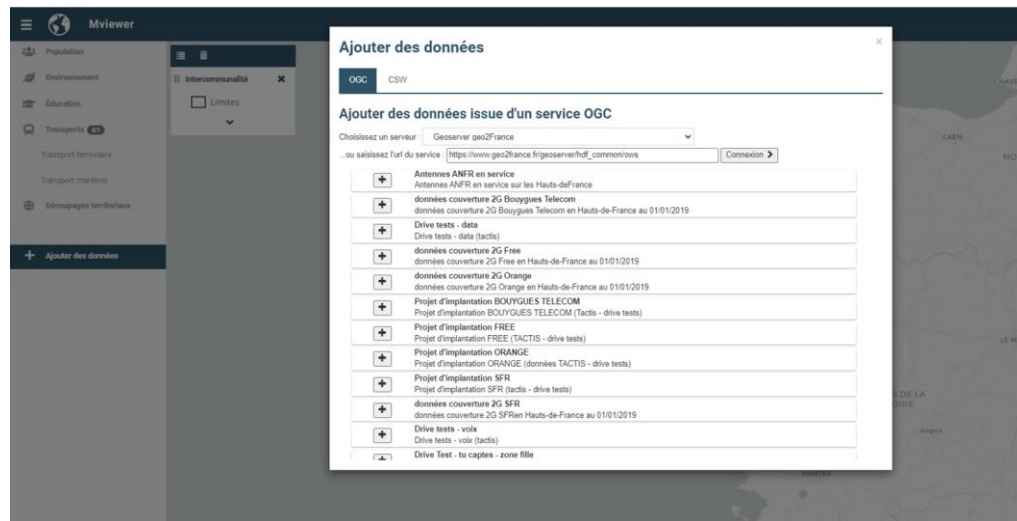 Mviewer
Population
Environnement
Éducation
Transports 0/1
Transport ferroviaire
Transport maritime
Découpages territoriaux
Ajouter des données
Intercommunalité
Limites
Ajouter des données
×
OGC CSW
Ajouter des données issue d'un service OGC
Choisissez un serveur : Geoserver geo2France
...ou saisissez l'url du service : https://www.geo2france.fr/geoserver/hdf_common/ows Connexion
Antennes ANFR en service
Antennes ANFR en service sur les Hauts-deFrance
données couverture 2G Bouygues Telecom
données couverture 2G Bouygues Telecom en Hauts-de-France au 01/01/2019
Drive tests - data
Drive tests - data (tactis)
données couverture 2G Free
données couverture 2G Free en Hauts-de-France au 01/01/2019
données couverture 2G Orange
données couverture 2G Orange en Hauts-de-France au 01/01/2019
Projet d'implantation BOUYGUES TELECOM
Projet d'implantation BOUYGUES TELECOM (Tactis - drive tests)
Projet d'implantation FREE
Projet d'implantation FREE (TACTIS - drive tests)
Projet d'implantation ORANGE
Projet d'implantation ORANGE (données TACTIS - drive tests)
Projet d'implantation SFR
Projet d'implantation SFR (tactis - drive tests)
données couverture 2G SFR
données couverture 2G SFRen Hauts-de-France au 01/01/2019
Drive tests - voix
Drive tests - voix (tactis)
Drive Test - tu captes - zone fille
CAEN
Angers
NANTES